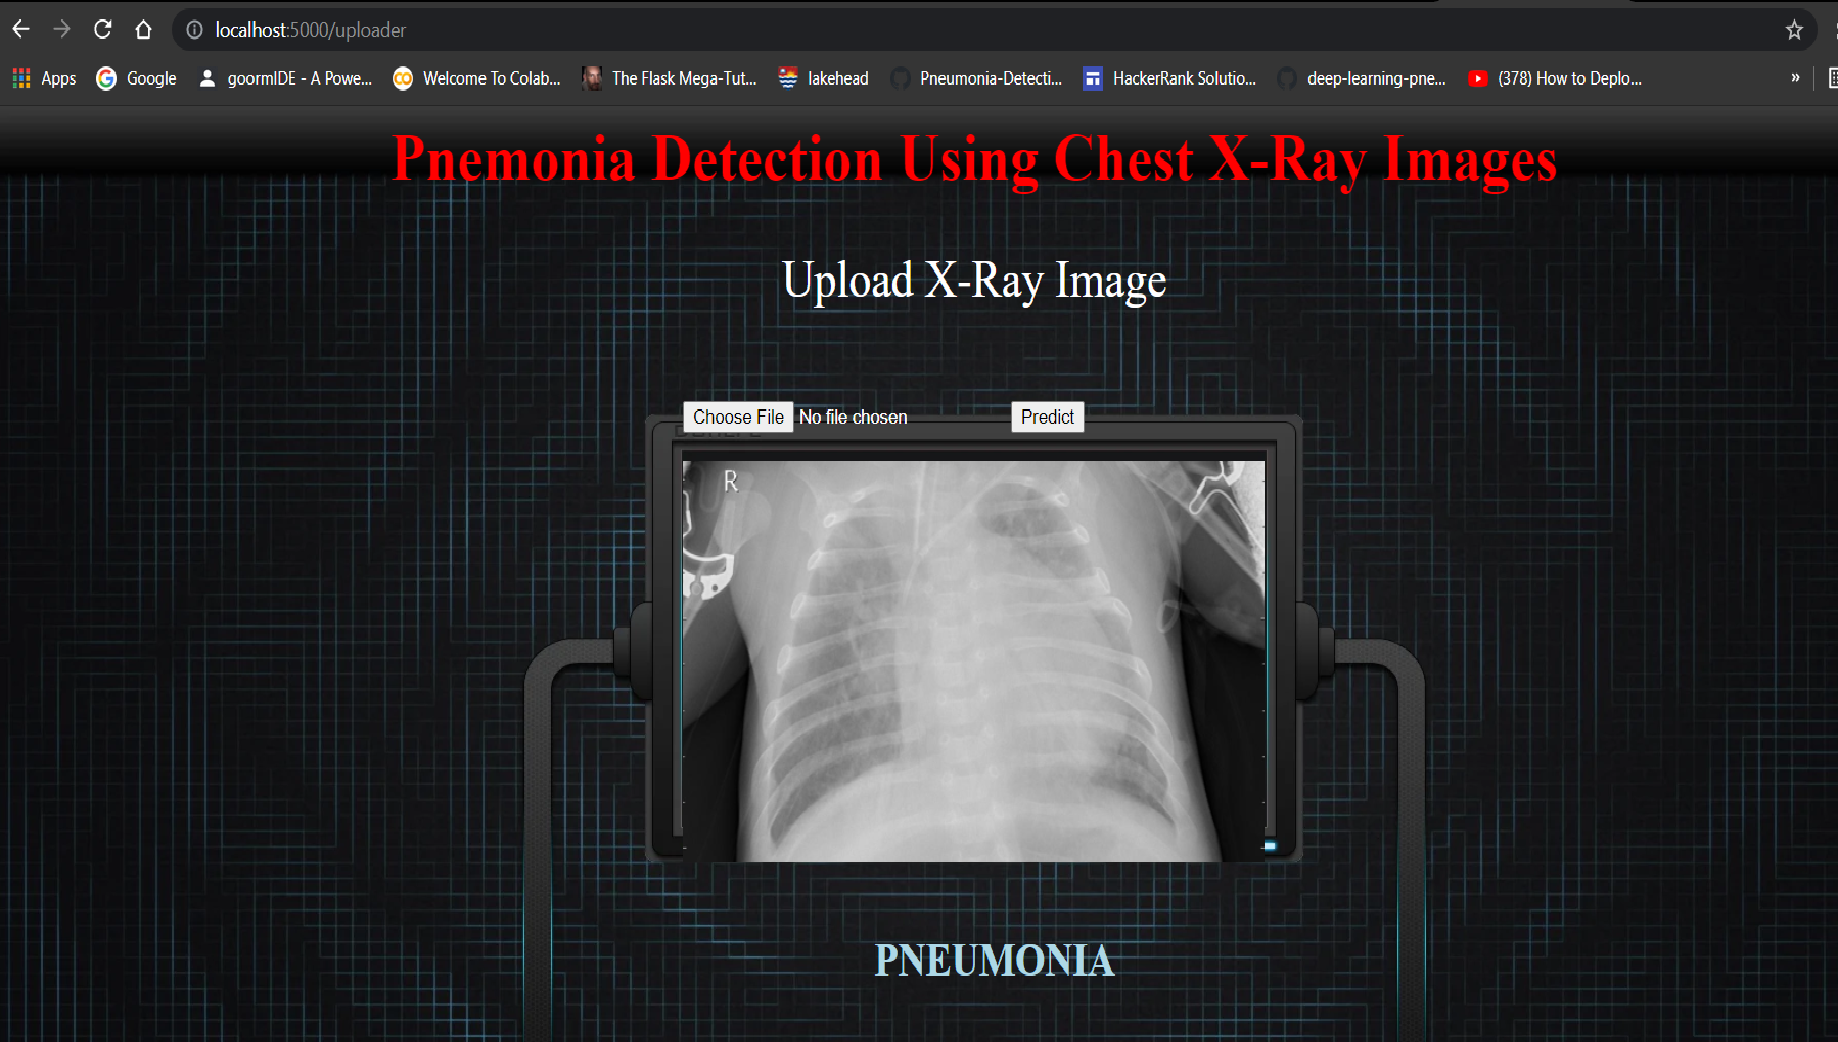 localhost:5000/uploader
Apps Google goormIDE - A Powe... Welcome To Colab... The Flask Mega-Tut... lakehead Pneumonia-Detecti... HackerRank Solutio... deep-learning-pne... (378) How to Deplo... »
Pnemonia Detection Using Chest X-Ray Images
Upload X-Ray Image
Choose File No file chosen Predict
R
PNEUMONIA